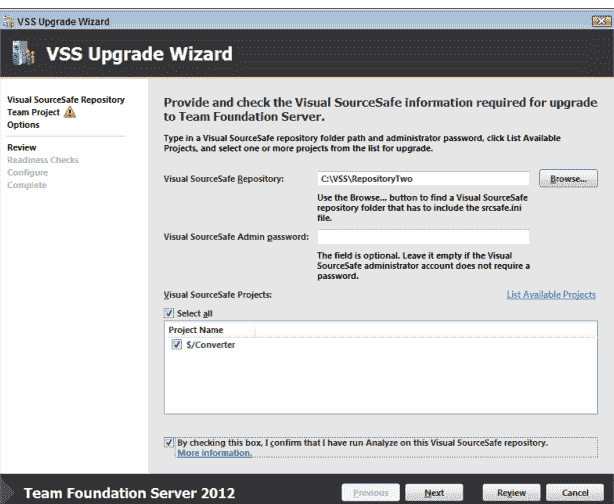 VSS Upgrade Wizard
VSS Upgrade Wizard
Visual SourceSafe Repository
Team Project
Options
Review
Readiness Checks
Configure
Complete
Provide and check the Visual SourceSafe information required for upgrade
to Team Foundation Server.
Type in a Visual SourceSafe repository folder path and administrator password, click List Available
Projects, and select one or more projects from the list for upgrade.
Visual SourceSafe Repository:
C:\VSS\RepositoryTwo
Browse...
Use the Browse... button to find a Visual SourceSafe
repository folder that has to include the srcsafe.ini
file.
Visual SourceSafe Admin password:
The field is optional. Leave it empty if the Visual
SourceSafe administrator account does not require a
password.
Visual SourceSafe Projects:
List Available Projects
Select all
Project Name
$/Converter
By checking this box, I confirm that I have run Analyze on this Visual SourceSafe repository.
More information.
Team Foundation Server 2012
Previous
Next
Review
Cancel